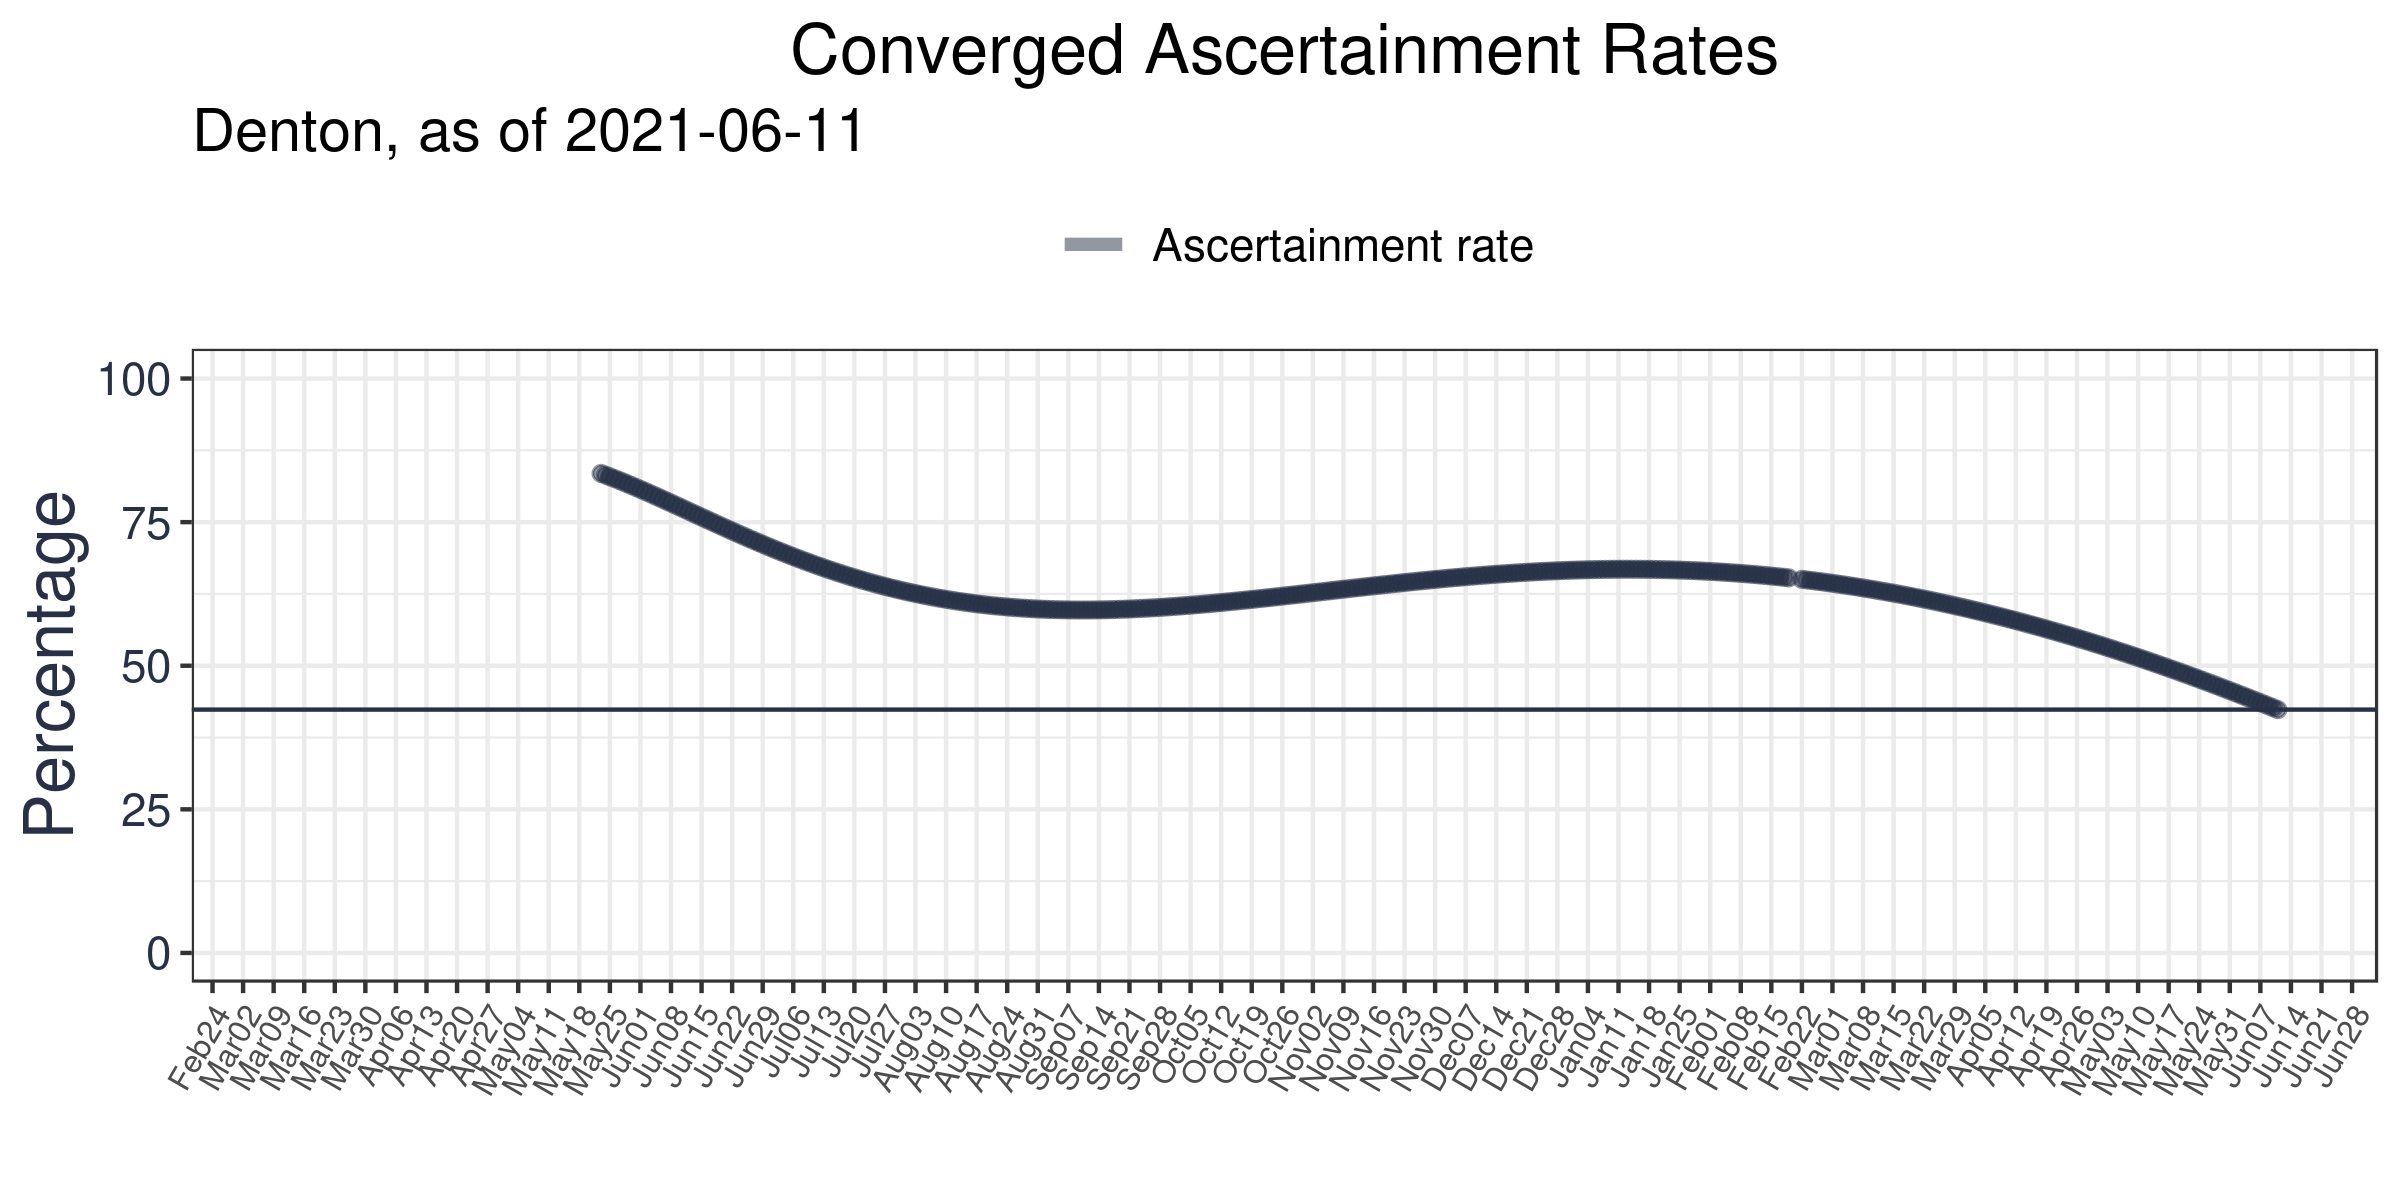 Converged Ascertainment Rates
Denton, as of 2021-06-11
Ascertainment rate
Percentage
100
75
50
25
0
Feb24
Mar02
Mar09
Mar16
Mar23
Mar30
Apr06
Apr13
Apr20
Apr27
May04
May11
May18
May25
Jun01
Jun08
Jun15
Jun22
Jun29
Jul06
Jul13
Jul20
Jul27
Aug03
Aug10
Aug17
Aug24
Aug31
Sep07
Sep14
Sep21
Sep28
Oct05
Oct12
Oct19
Oct26
Nov02
Nov09
Nov16
Nov23
Nov30
Dec07
Dec14
Dec21
Dec28
Jan04
Jan11
Jan18
Jan25
Feb01
Feb08
Feb15
Feb22
Mar01
Mar08
Mar15
Mar22
Mar29
Apr05
Apr12
Apr19
Apr26
May03
May10
May17
May24
May31
Jun07
Jun14
Jun21
Jun28